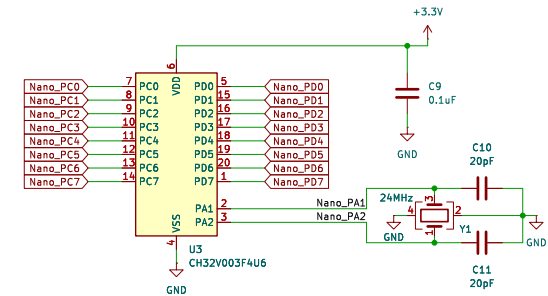 +3.3V
6
VDD
C9
0.1uF
GND
Nano_PC0 7 PC0 PD0 5 Nano_PD0
Nano_PC1 8 PC1 PD1 15 Nano_PD1
Nano_PC2 9 PC2 PD2 16 Nano_PD2
Nano_PC3 10 PC3 PD3 17 Nano_PD3
Nano_PC4 11 PC4 PD4 18 Nano_PD4
Nano_PC5 12 PC5 PD5 19 Nano_PD5
Nano_PC6 13 PC6 PD6 20 Nano_PD6
Nano_PC7 14 PC7 PD7 1 Nano_PD7
PA1 2 Nano_PA1
PA2 3 Nano_PA2
VSS
4
U3
CH32V003F4U6
GND
C10
20pF
24MHz
3
4
2
1
Y1
GND
GND
C11
20pF